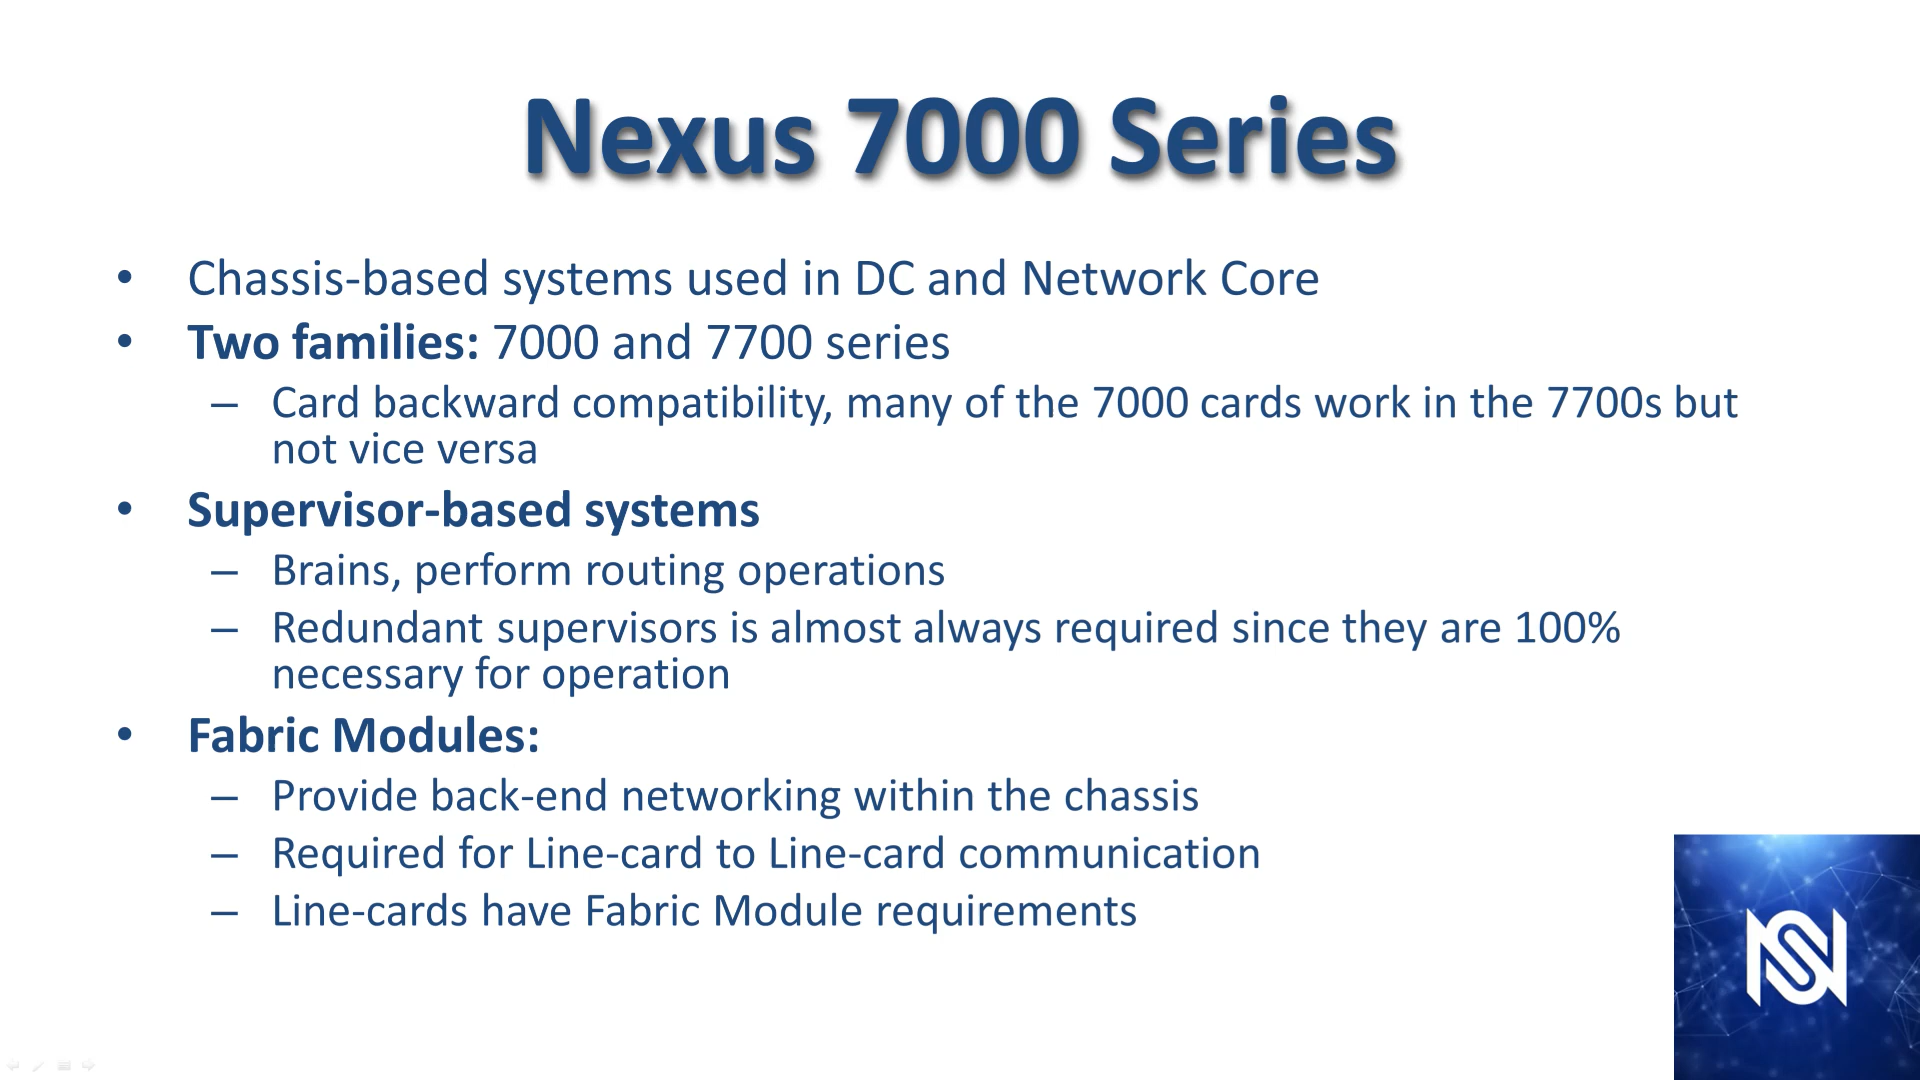 Nexus 7000 Series
• Chassis-based systems used in DC and Network Core
• Two families: 7000 and 7700 series
– Card backward compatibility, many of the 7000 cards work in the 7700s but
not vice versa
• Supervisor-based systems
– Brains, perform routing operations
– Redundant supervisors is almost always required since they are 100%
necessary for operation
• Fabric Modules:
– Provide back-end networking within the chassis
– Required for Line-card to Line-card communication
– Line-cards have Fabric Module requirements